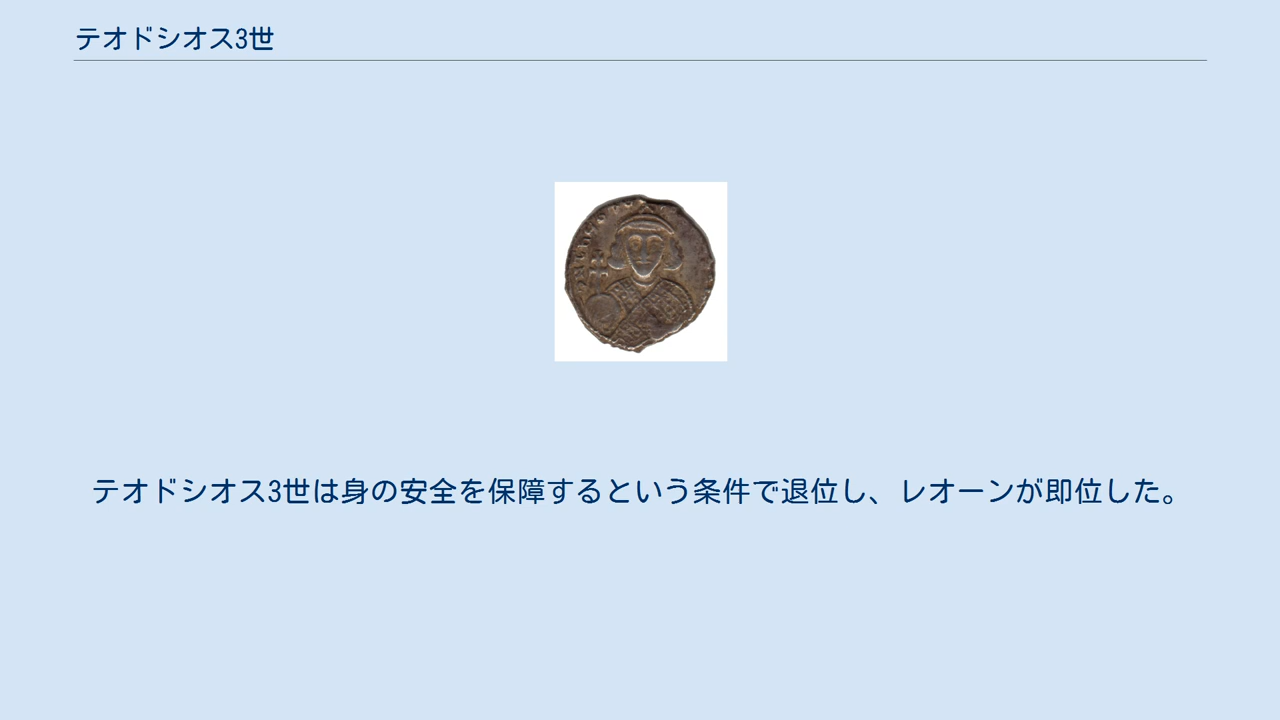 テオドシオス3世
テオドシオス3世は身の安全を保障するという条件で退位し、レオーンが即位した。